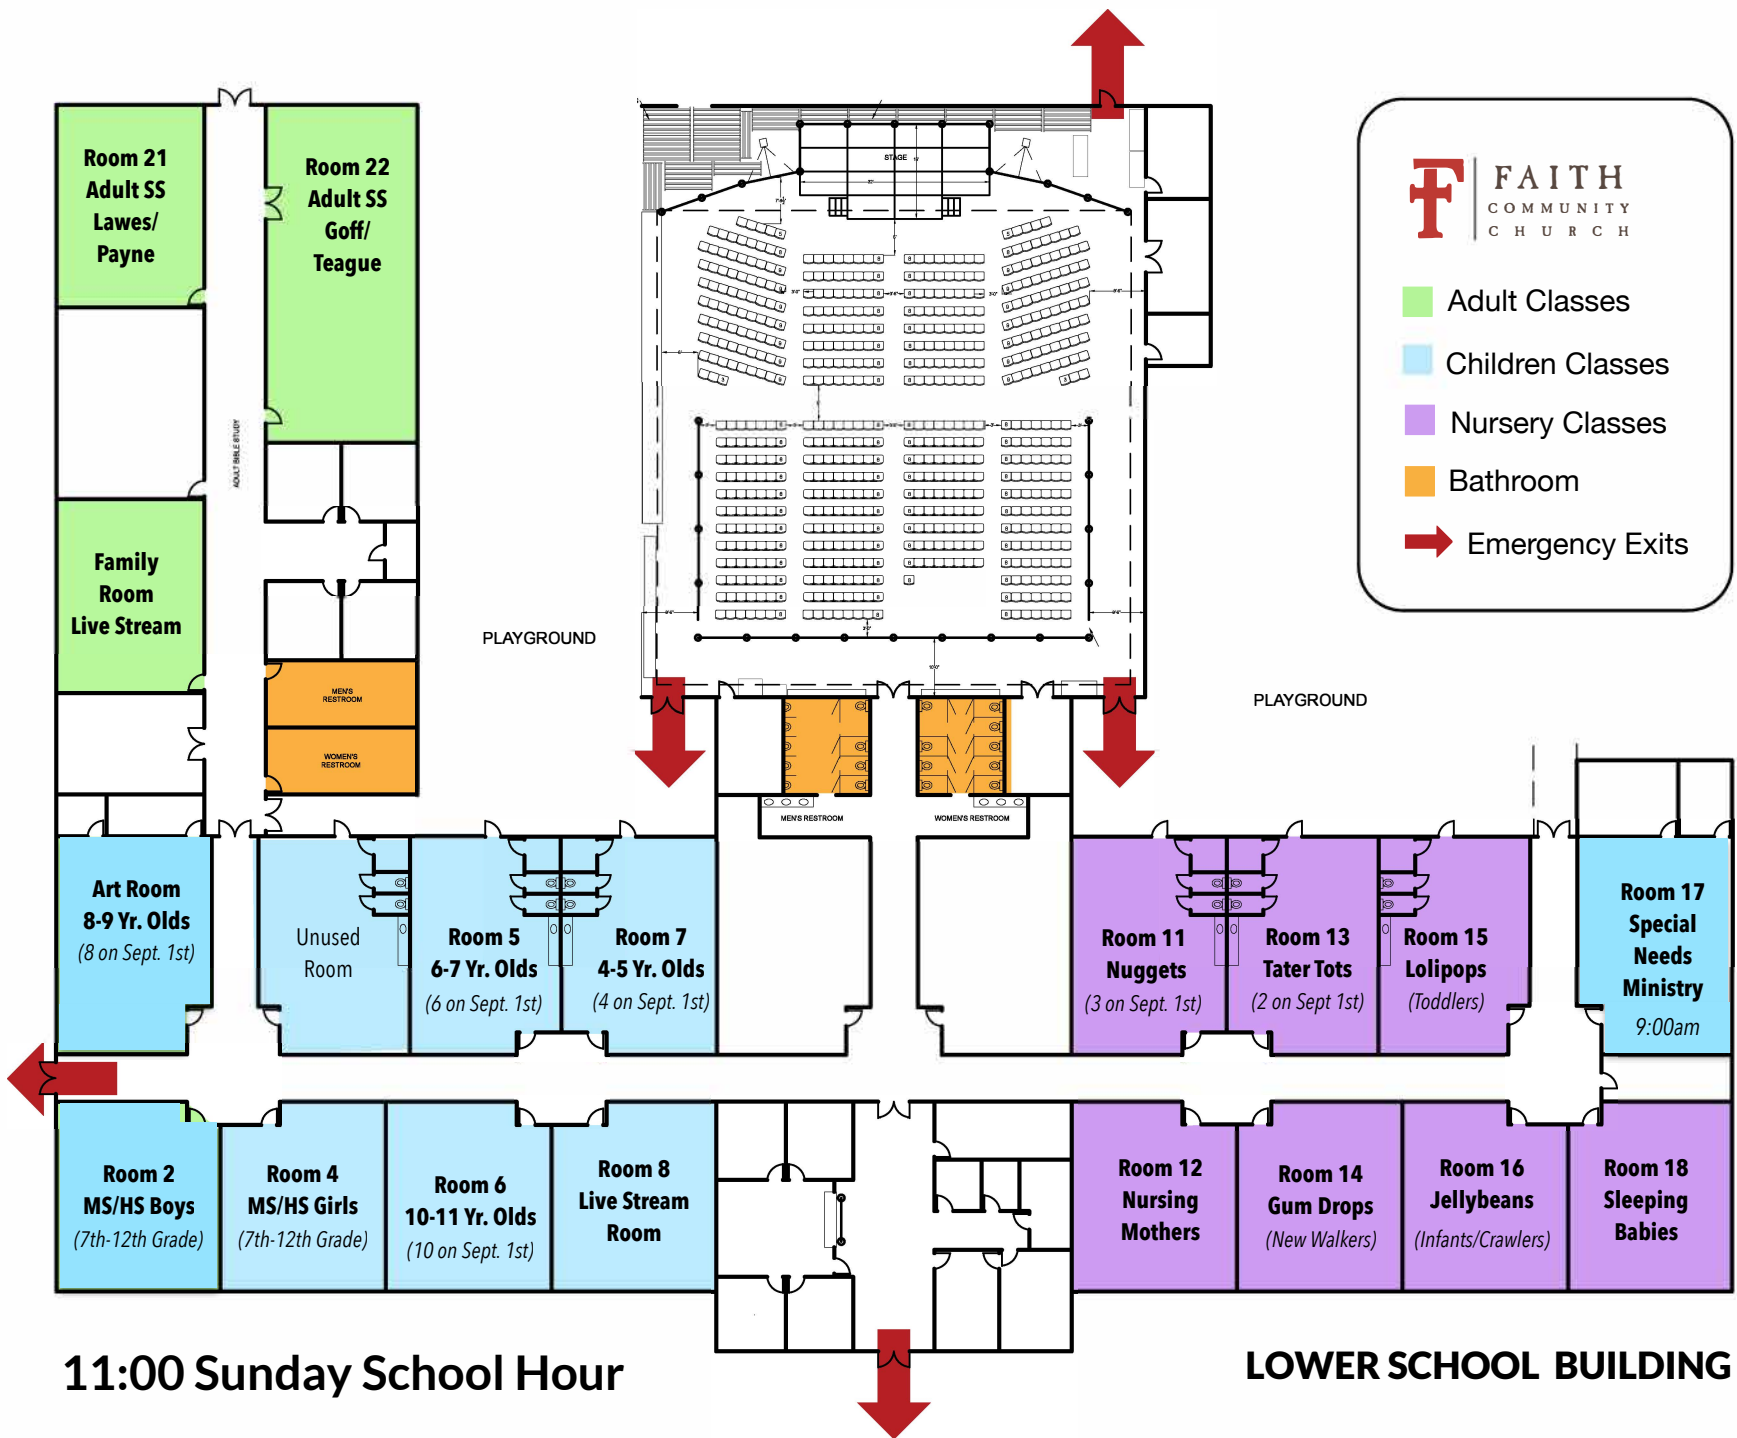 Room 21
Adult SS
Lawes/
Payne
Room 22
Adult SS
Goff/
Teague
STAGE
FAITH
COMMUNITY
CHURCH
Adult Classes
Children Classes
Nursery Classes
Bathroom
Emergency Exits
ADULT BIBLE STUDY
Family
Room
Live Stream
PLAYGROUND
MEN'S
RESTROOM
WOMEN'S
RESTROOM
PLAYGROUND
MEN'S RESTROOM
WOMEN'S RESTROOM
Art Room
8-9 Yr. Olds
(8 on Sept. 1st)
Unused
Room
Room 5
6-7 Yr. Olds
(6 on Sept. 1st)
Room 7
4-5 Yr. Olds
(4 on Sept. 1st)
Room 11
Nuggets
(3 on Sept. 1st)
Room 13
Tater Tots
(2 on Sept 1st)
Room 15
Lolipops
(Toddlers)
Room 17
Special
Needs
Ministry
9:00am
Room 2
MS/HS Boys
(7th-12th Grade)
Room 4
MS/HS Girls
(7th-12th Grade)
Room 6
10-11 Yr. Olds
(10 on Sept. 1st)
Room 8
Live Stream
Room
Room 12
Nursing
Mothers
Room 14
Gum Drops
(New Walkers)
Room 16
Jellybeans
(Infants/Crawlers)
Room 18
Sleeping
Babies
11:00 Sunday School Hour
LOWER SCHOOL BUILDING